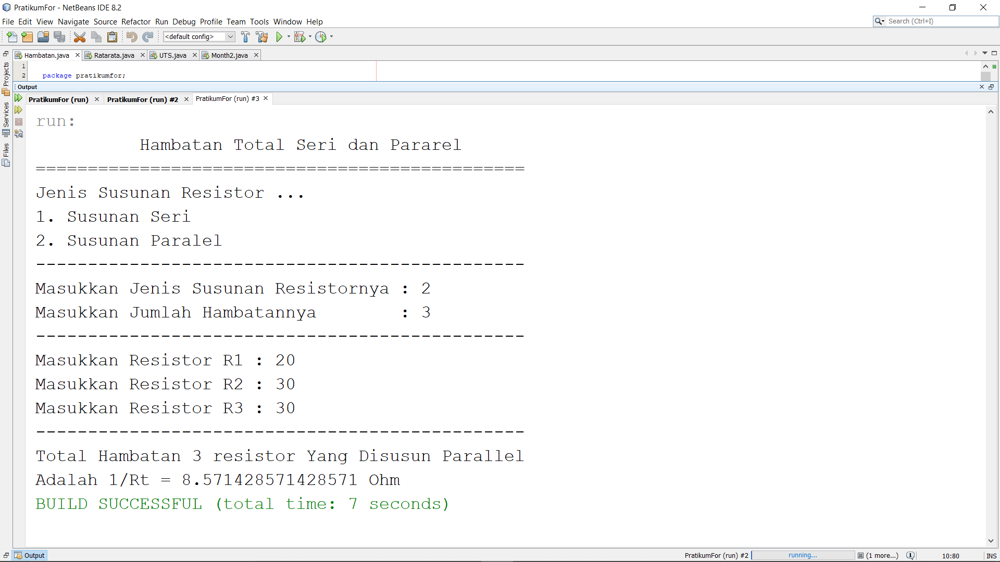 PratikumFor - NetBeans IDE 8.2
File Edit View Navigate Source Refactor Run Debug Profile Team Tools Window Help
Search (Ctrl+I)
<default config>
Hambatan.java Ratarata.java UTS.java Month2.java
Projects
Services
Files
1
2 package pratikumfor;
Output
PratikumFor (run) PratikumFor (run) #2 PratikumFor (run) #3
run:
Hambatan Total Seri dan Pararel
===============================================
Jenis Susunan Resistor ...
1. Susunan Seri
2. Susunan Paralel
-----------------------------------------------
Masukkan Jenis Susunan Resistornya : 2
Masukkan Jumlah Hambatannya        : 3
-----------------------------------------------
Masukkan Resistor R1 : 20
Masukkan Resistor R2 : 30
Masukkan Resistor R3 : 30
-----------------------------------------------
Total Hambatan 3 resistor Yang Disusun Parallel
Adalah 1/Rt = 8.571428571428571 Ohm
BUILD SUCCESSFUL (total time: 7 seconds)
Output
PratikumFor (run) #2 running... (1 more...) 10:80 INS